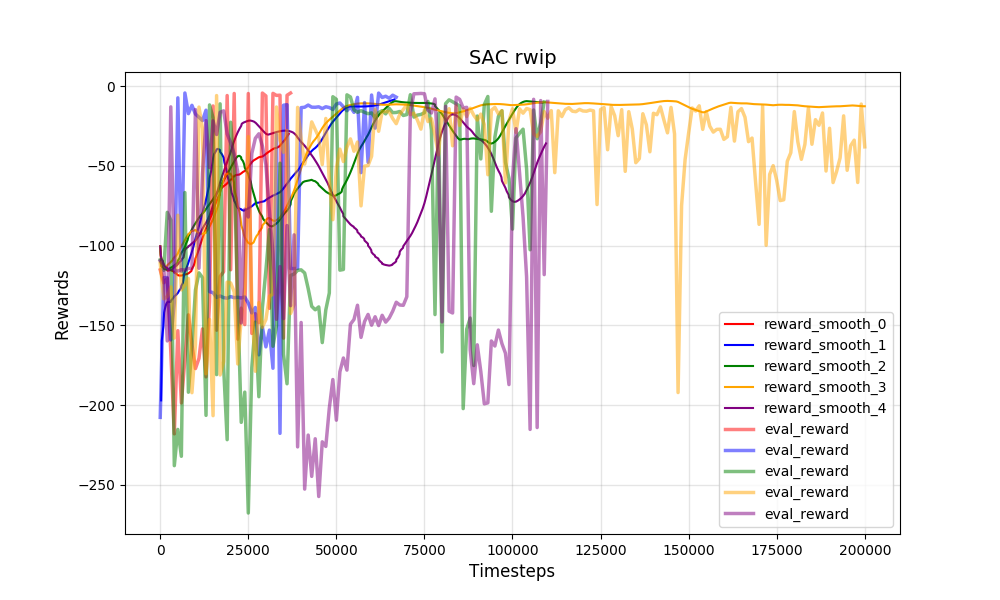 SAC rwip
Rewards
0
−50
−100
−150
−200
−250
0
25000
50000
75000
100000
125000
150000
175000
200000
Timesteps
reward_smooth_0
reward_smooth_1
reward_smooth_2
reward_smooth_3
reward_smooth_4
eval_reward
eval_reward
eval_reward
eval_reward
eval_reward